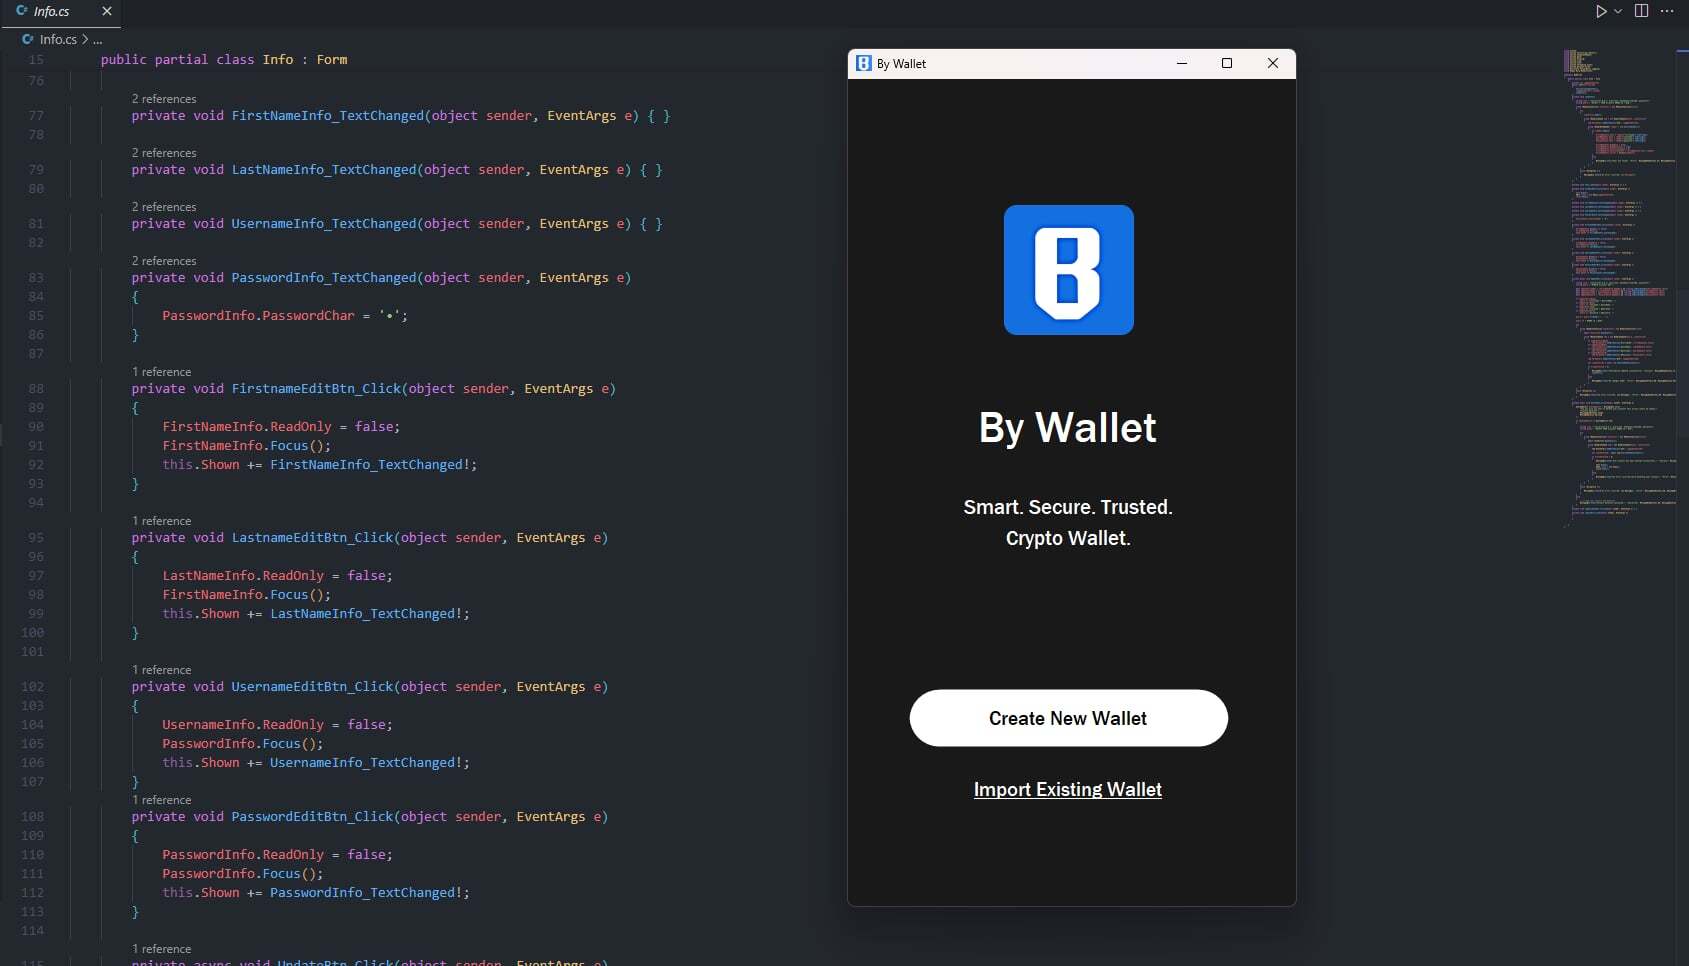 Info.cs
Info.cs > ...
15 public partial class Info : Form
76
2 references
77 private void FirstNameInfo_TextChanged(object sender, EventArgs e) { }
78
2 references
79 private void LastNameInfo_TextChanged(object sender, EventArgs e) { }
80
2 references
81 private void UsernameInfo_TextChanged(object sender, EventArgs e) { }
82
2 references
83 private void PasswordInfo_TextChanged(object sender, EventArgs e)
84 {
85 PasswordInfo.PasswordChar = '•';
86 }
87
1 reference
88 private void FirstnameEditBtn_Click(object sender, EventArgs e)
89 {
90 FirstNameInfo.ReadOnly = false;
91 FirstNameInfo.Focus();
92 this.Shown += FirstNameInfo_TextChanged!;
93 }
94
1 reference
95 private void LastnameEditBtn_Click(object sender, EventArgs e)
96 {
97 LastNameInfo.ReadOnly = false;
98 FirstNameInfo.Focus();
99 this.Shown += LastNameInfo_TextChanged!;
100 }
101
1 reference
102 private void UsernameEditBtn_Click(object sender, EventArgs e)
103 {
104 UsernameInfo.ReadOnly = false;
105 PasswordInfo.Focus();
106 this.Shown += UsernameInfo_TextChanged!;
107 }
1 reference
108 private void PasswordEditBtn_Click(object sender, EventArgs e)
109 {
110 PasswordInfo.ReadOnly = false;
111 PasswordInfo.Focus();
112 this.Shown += PasswordInfo_TextChanged!;
113 }
114
1 reference
115 private async void UpdateBtn_Click(object sender, EventArgs e)
By Wallet
B
By Wallet
Smart. Secure. Trusted.
Crypto Wallet.
Create New Wallet
Import Existing Wallet